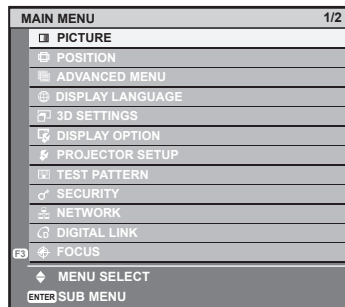 MAIN MENU 1/2
PICTURE
POSITION
ADVANCED MENU
DISPLAY LANGUAGE
3D SETTINGS
DISPLAY OPTION
PROJECTOR SETUP
TEST PATTERN
SECURITY
NETWORK
DIGITAL LINK
F3 FOCUS
MENU SELECT
ENTER SUB MENU